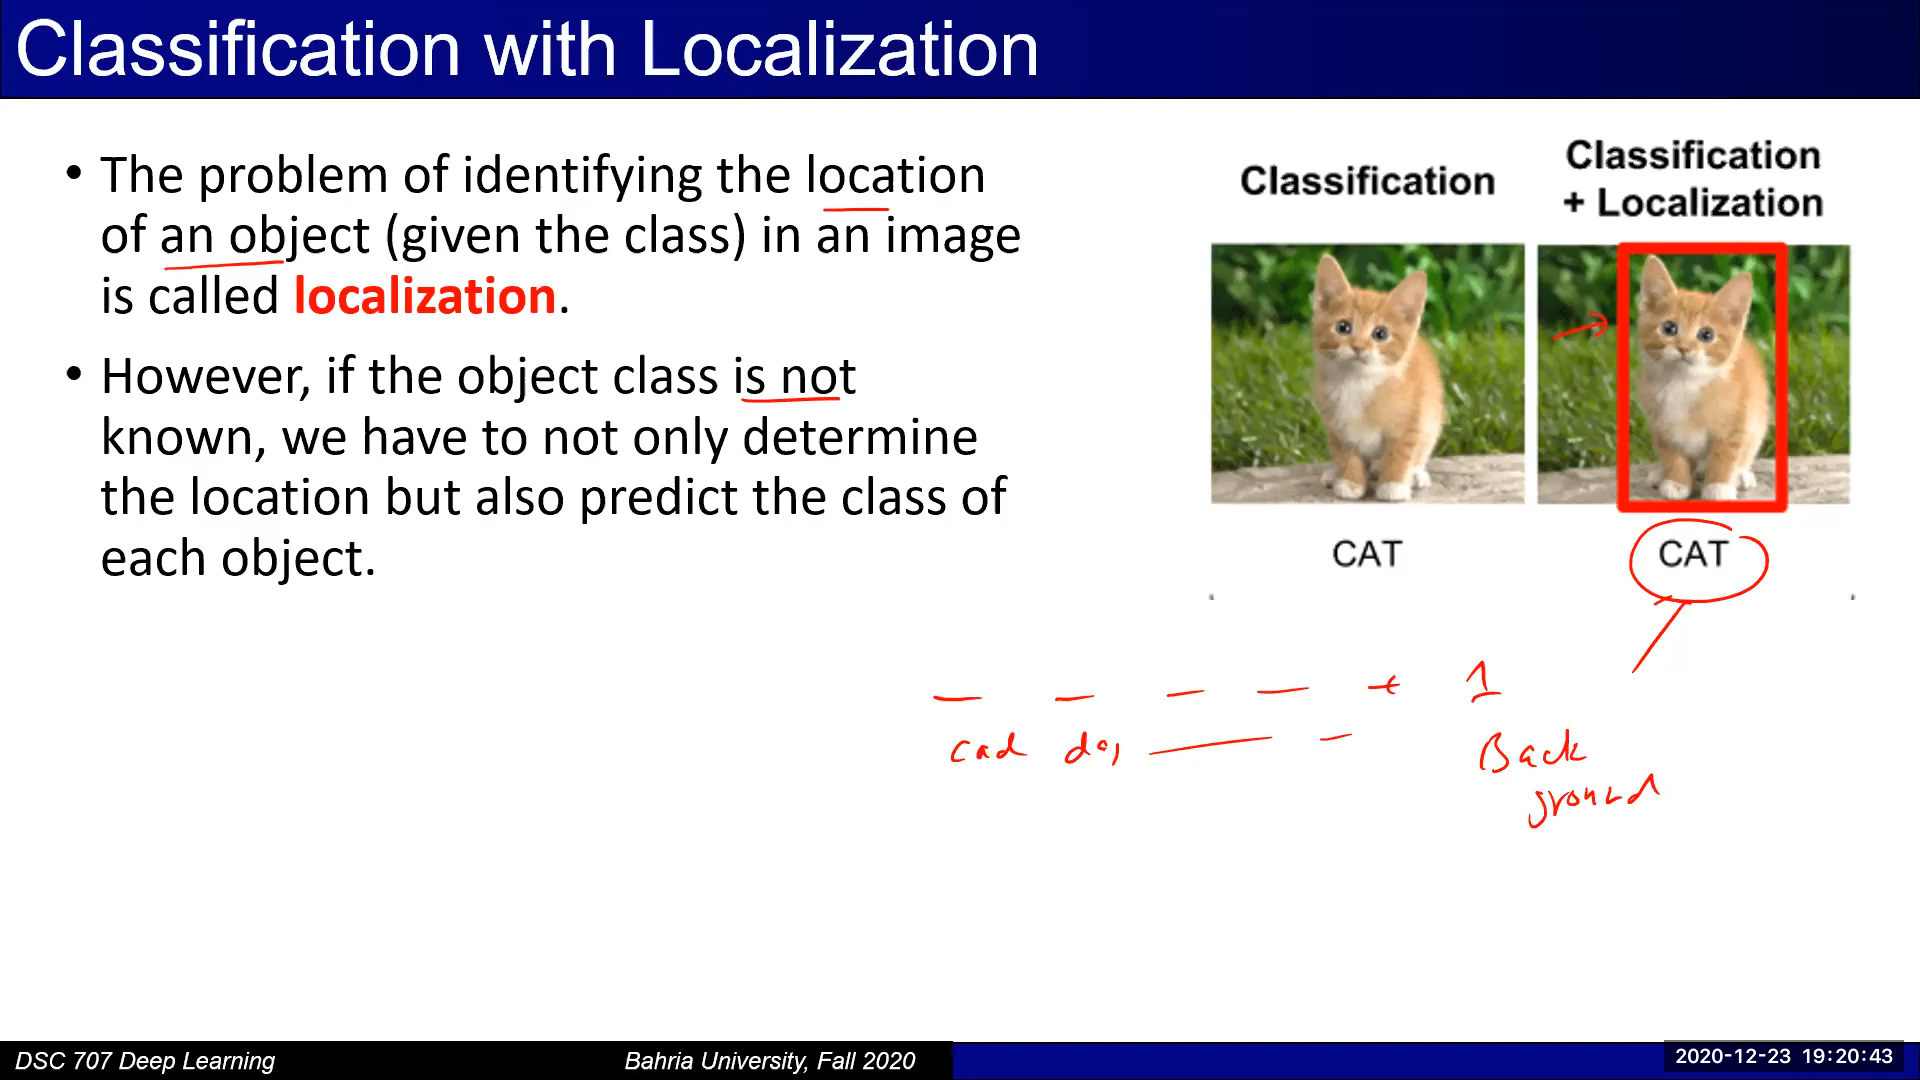 Classification with Localization
• The problem of identifying the location
of an object (given the class) in an image
is called localization.
• However, if the object class is not
known, we have to not only determine
the location but also predict the class of
each object.
Classification
Classification
+ Localization
CAT
CAT
+ 1
Back
ground
DSC 707 Deep Learning
Bahria University, Fall 2020
2020-12-23 19:20:43